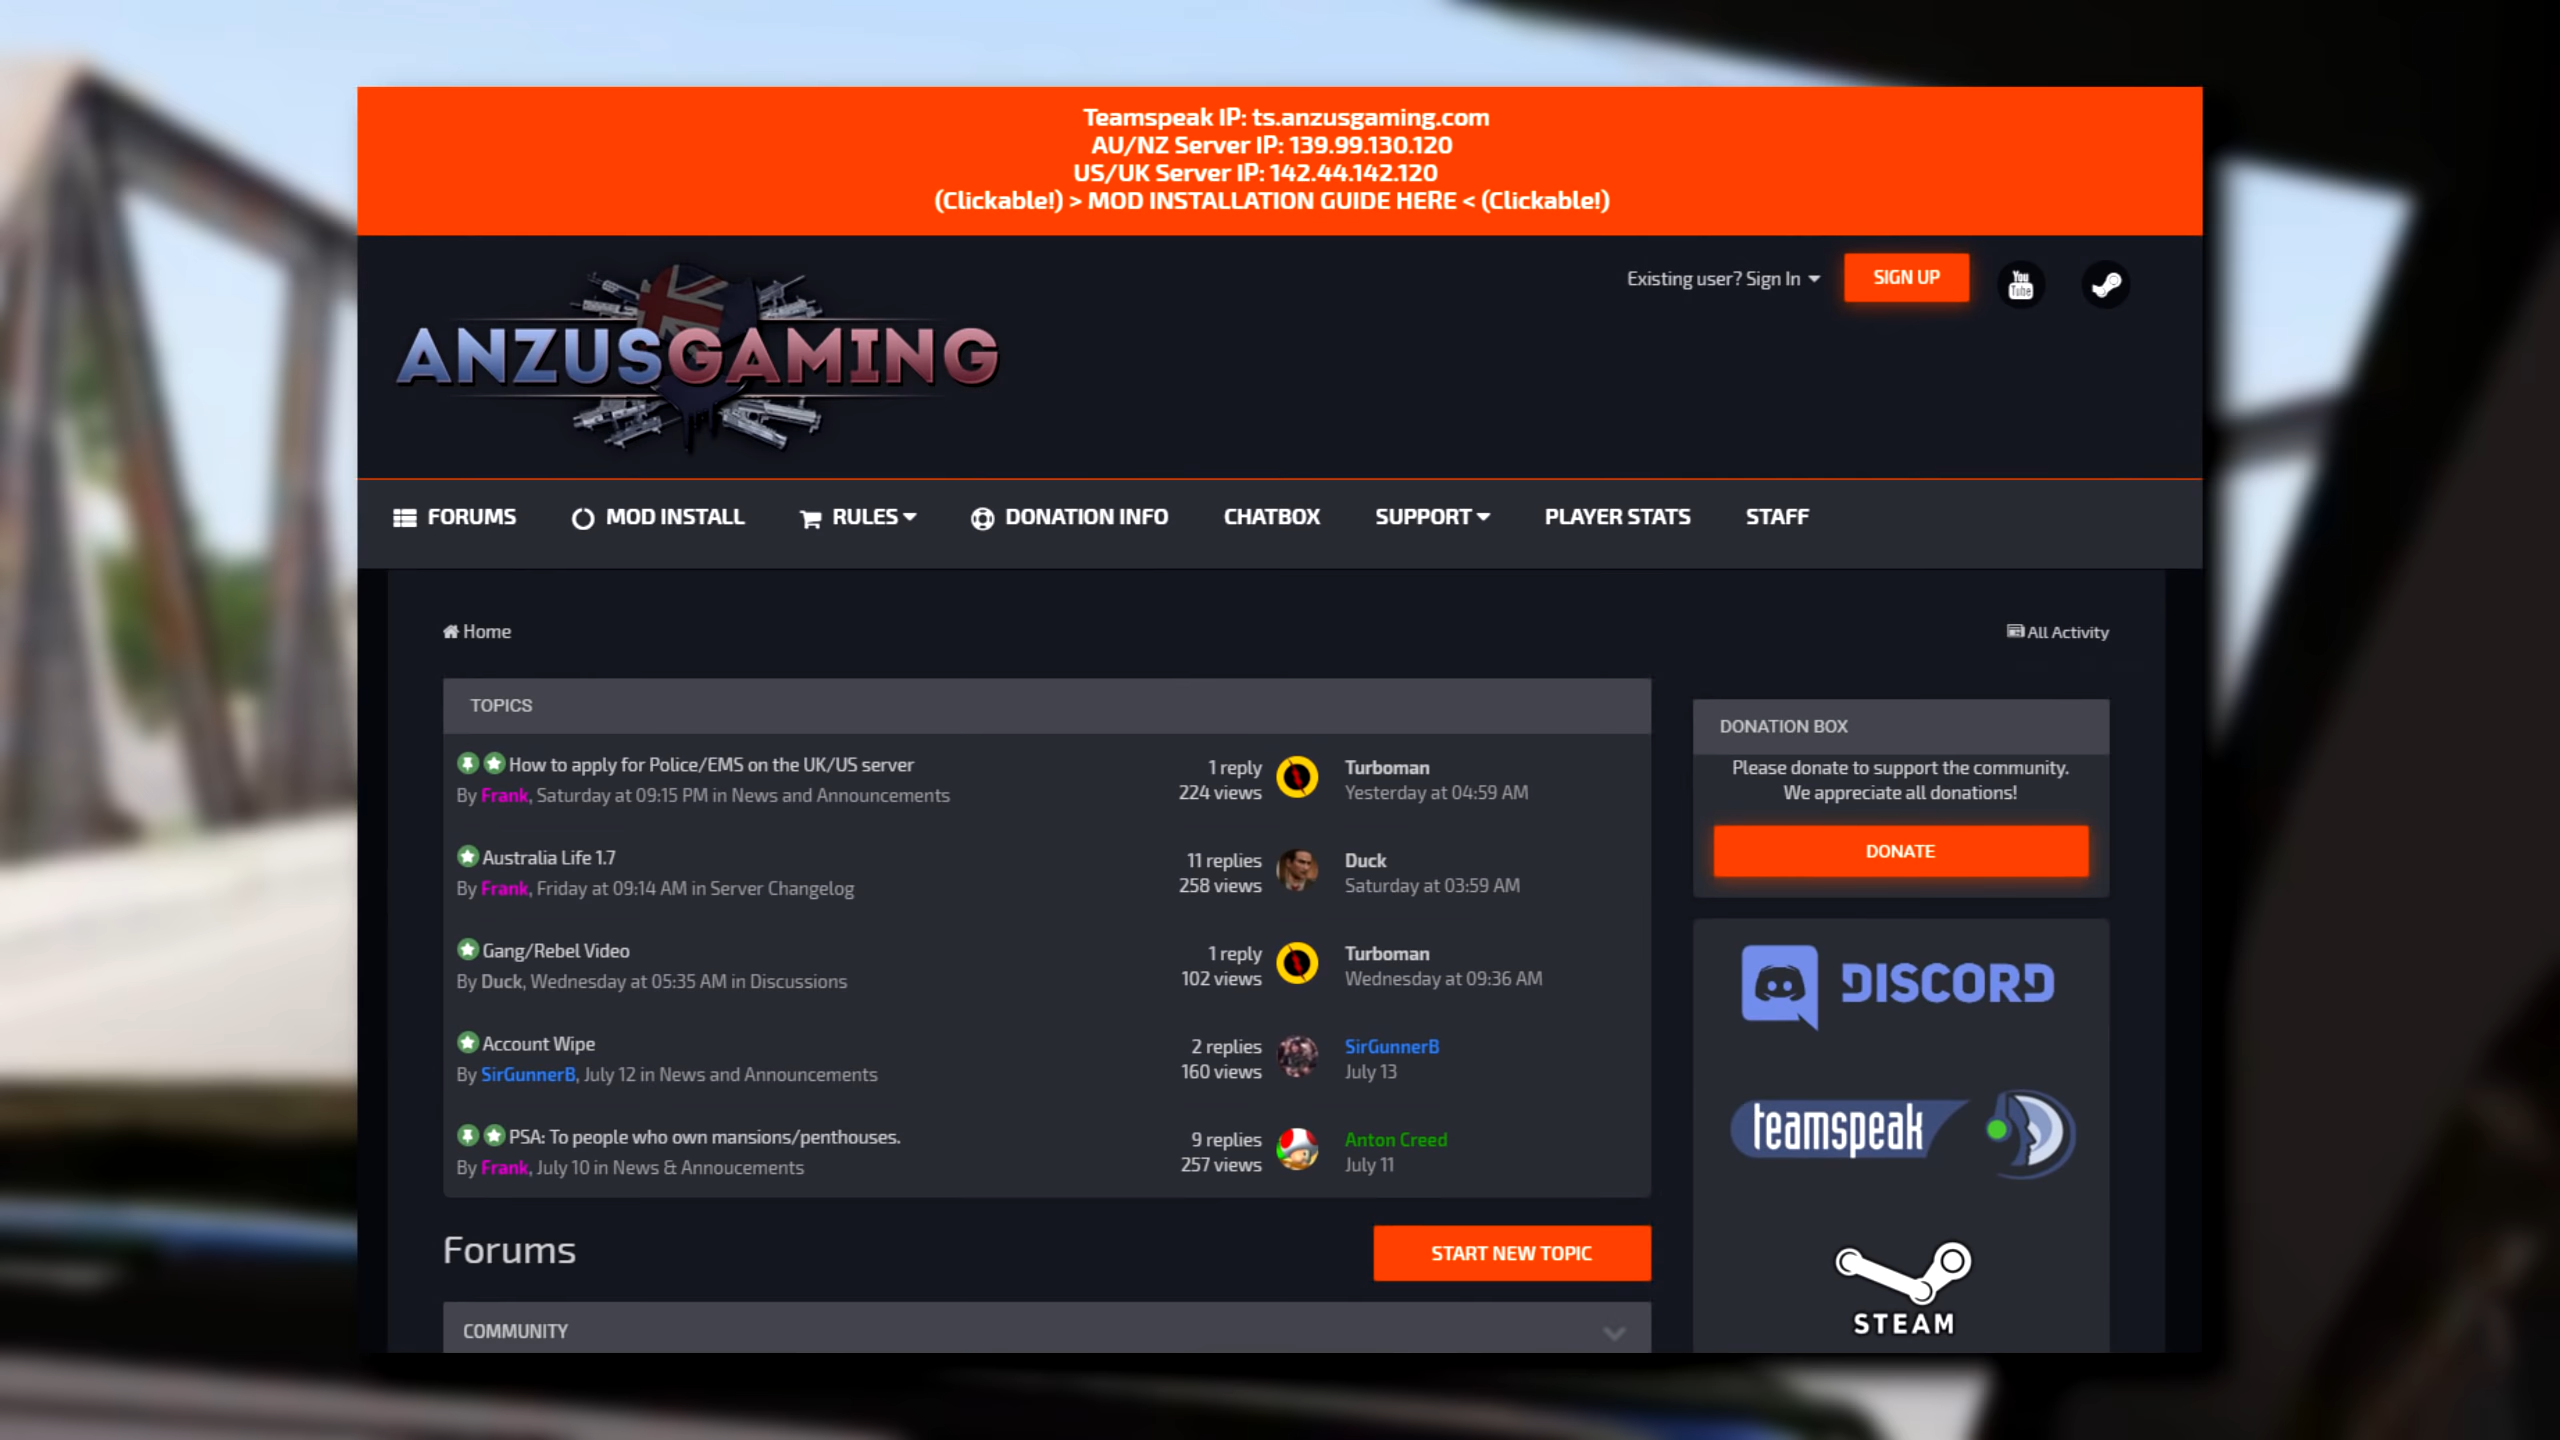 Teamspeak IP: ts.anzusgaming.com
AU/NZ Server IP: 139.99.130.120
US/UK Server IP: 142.44.142.120
(Clickable!) > MOD INSTALLATION GUIDE HERE < (Clickable!)
ANZUSGAMING
Existing user? Sign In
SIGN UP
You Tube
FORUMS
MOD INSTALL
RULES
DONATION INFO
CHATBOX
SUPPORT
PLAYER STATS
STAFF
Home
All Activity
TOPICS
How to apply for Police/EMS on the UK/US server
By Frank, Saturday at 09:15 PM in News and Announcements
1 reply
224 views
Turboman
Yesterday at 04:59 AM
Australia Life 1.7
By Frank, Friday at 09:14 AM in Server Changelog
11 replies
258 views
Duck
Saturday at 03:59 AM
Gang/Rebel Video
By Duck, Wednesday at 05:35 AM in Discussions
1 reply
102 views
Turboman
Wednesday at 09:36 AM
Account Wipe
By SirGunnerB, July 12 in News and Announcements
2 replies
160 views
SirGunnerB
July 13
PSA: To people who own mansions/penthouses.
By Frank, July 10 in News & Annoucements
9 replies
257 views
Anton Creed
July 11
DONATION BOX
Please donate to support the community.
We appreciate all donations!
DONATE
DISCORD
teamspeak
STEAM
Forums
START NEW TOPIC
COMMUNITY